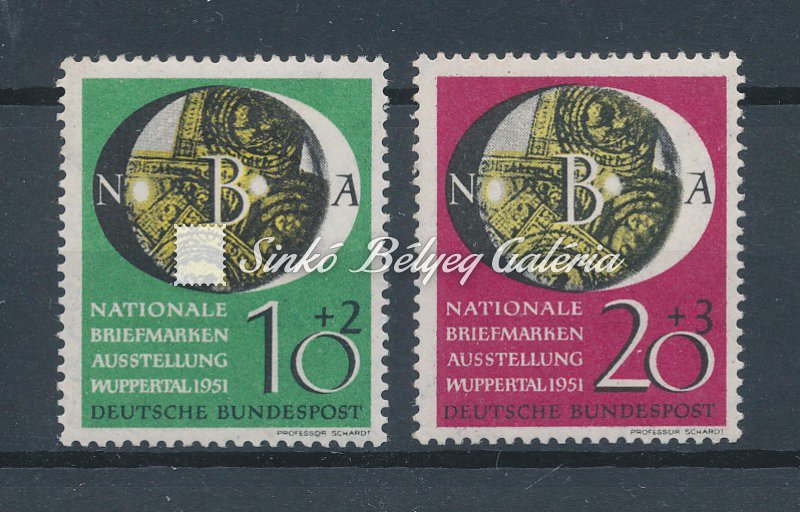 N B A
NATIONALE
BRIEFMARKEN
AUSSTELLUNG
WUPPERTAL 1951
10+2
DEUTSCHE BUNDESPOST
PROFESSOR SCHARDT
N B A
NATIONALE
BRIEFMARKEN
AUSSTELLUNG
WUPPERTAL 1951
20+3
DEUTSCHE BUNDESPOST
PROFESSOR SCHARDT
Sinkó Bélyeg Galéria